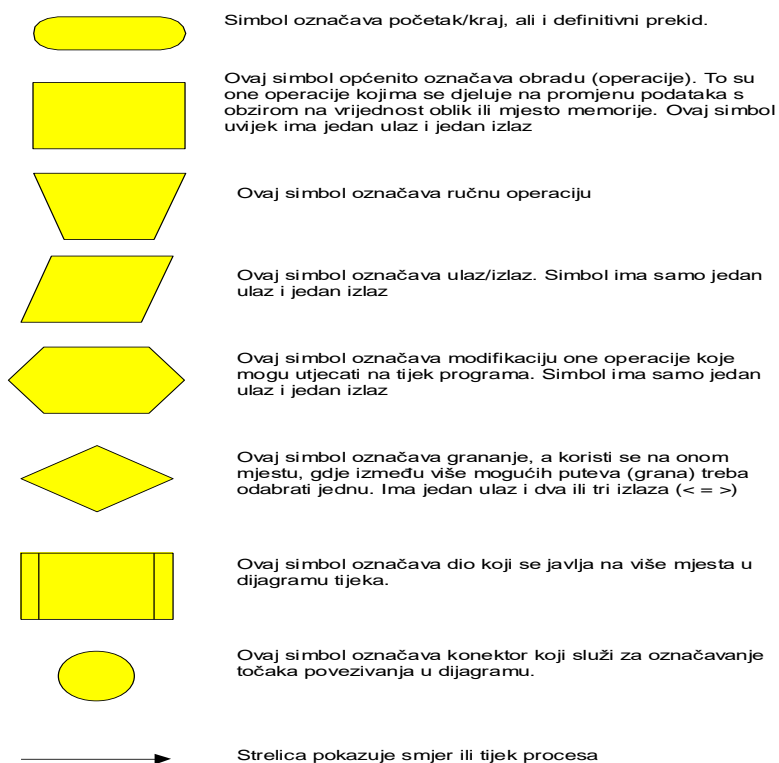 Simbol označava početak/kraj, ali i definitivni prekid.
Ovaj simbol općenito označava obradu (operacije). To su
one operacije kojima se djeluje na promjenu podataka s
obzirom na vrijednost oblik ili mjesto memorije. Ovaj simbol
uvijek ima jedan ulaz i jedan izlaz
Ovaj simbol označava ručnu operaciju
Ovaj simbol označava ulaz/izlaz. Simbol ima samo jedan
ulaz i jedan izlaz
Ovaj simbol označava modifikaciju one operacije koje
mogu utjecati na tijek programa. Simbol ima samo jedan
ulaz i jedan izlaz
Ovaj simbol označava grananje, a koristi se na onom
mjestu, gdje između više mogućih puteva (grana) treba
odabrati jednu. Ima jedan ulaz i dva ili tri izlaza (< = >)
Ovaj simbol označava dio koji se javlja na više mjesta u
dijagramu tijeka.
Ovaj simbol označava konektor koji služi za označavanje
točaka povezivanja u dijagramu.
Strelica pokazuje smjer ili tijek procesa